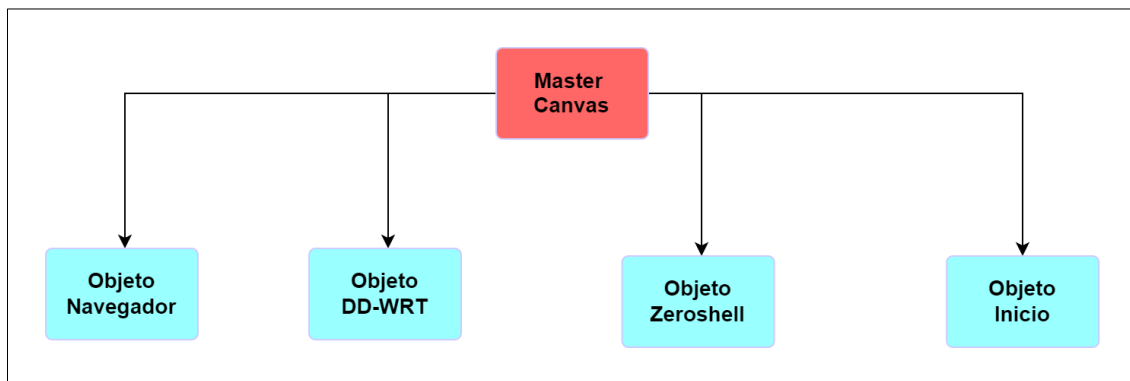 Master
Canvas
Objeto
Navegador
Objeto
DD-WRT
Objeto
Zeroshell
Objeto
Inicio